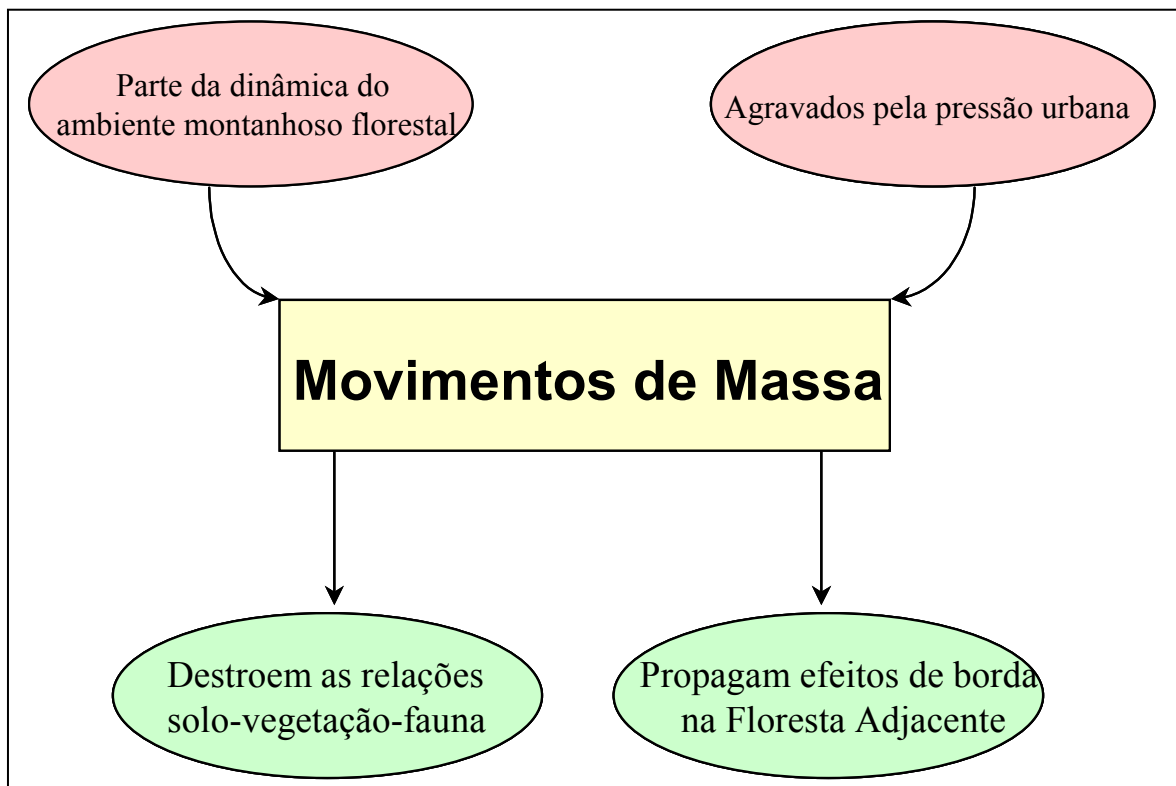 Parte da dinâmica do
ambiente montanhoso florestal
Agravados pela pressão urbana
Movimentos de Massa
Destroem as relações
solo-vegetação-fauna
Propagam efeitos de borda
na Floresta Adjacente